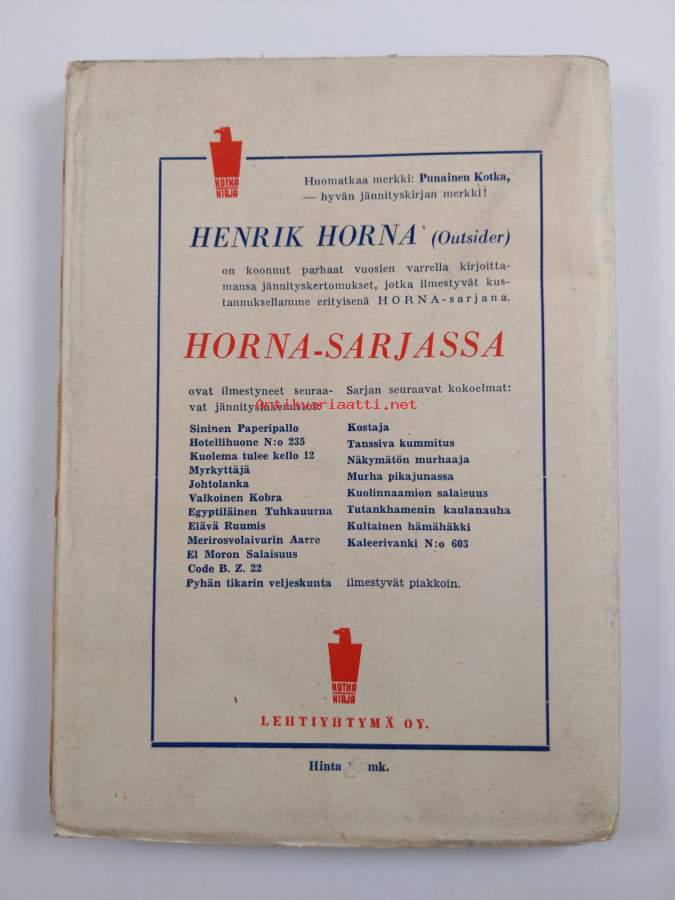 KOTKA
KIRJA
Huomatkaa merkki: Punainen Kotka,
— hyvän jännityskirjan merkki!
HENRIK HORNA (Outsider)
on koonnut parhaat vuosien varrella kirjoitta-
mansa jännityskertomukset, jotka ilmestyvät kus-
tannuksellamme erityisenä HORNA-sarjana.
HORNA-SARJASSA
ovat ilmestyneet seuraa-
vat
Antikvariaatti.net
Sininen Paperipallo
Hotellihuone N:o 235
Kuolema tulee kello 12
Myrkyttäjä
Johtolanka
Valkoinen Kobra
Egyptiläinen Tuhkauurna
Elävä Ruumis
Merirosvolaivurin Aarre
El Moron Salaisuus
Code B. Z. 22
Pyhän tikarin veljeskunta
Sarjan seuraavat kokoelmat:
Kostaja
Tanssiva kummitus
Näkymätön murhaaja
Murha pikajunassa
Kuolinnaamion salaisuus
Tutankhamenin kaulanauha
Kultainen hämähäkki
Kaleerivanki N:o 603
ilmestyvät piakkoin.
KOTKA
KIRJA
LEHTIYHTYMÄ OY.
Hinta mk.